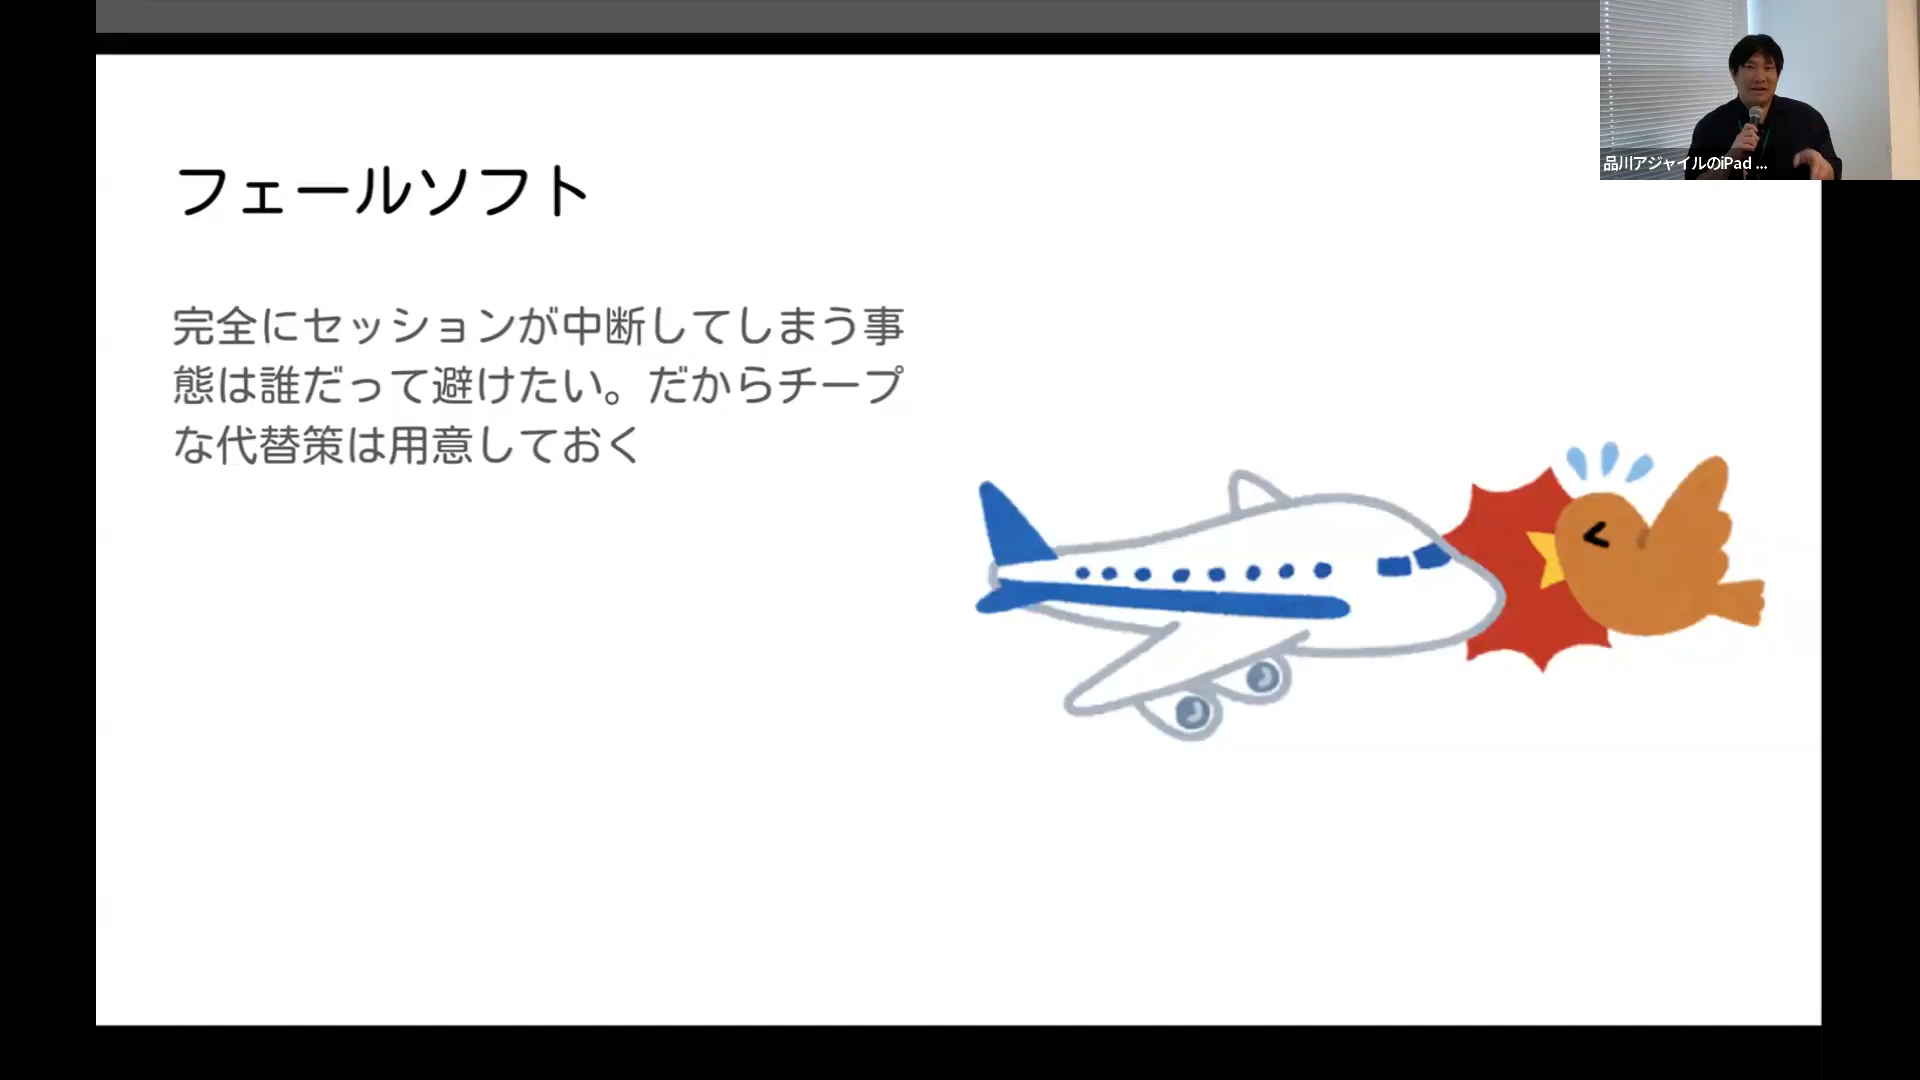 フェールソフト
完全にセッションが中断してしまう事
態は誰だって避けたい。だからチープ
な代替策は用意しておく
品川アジャイルのiPad ...